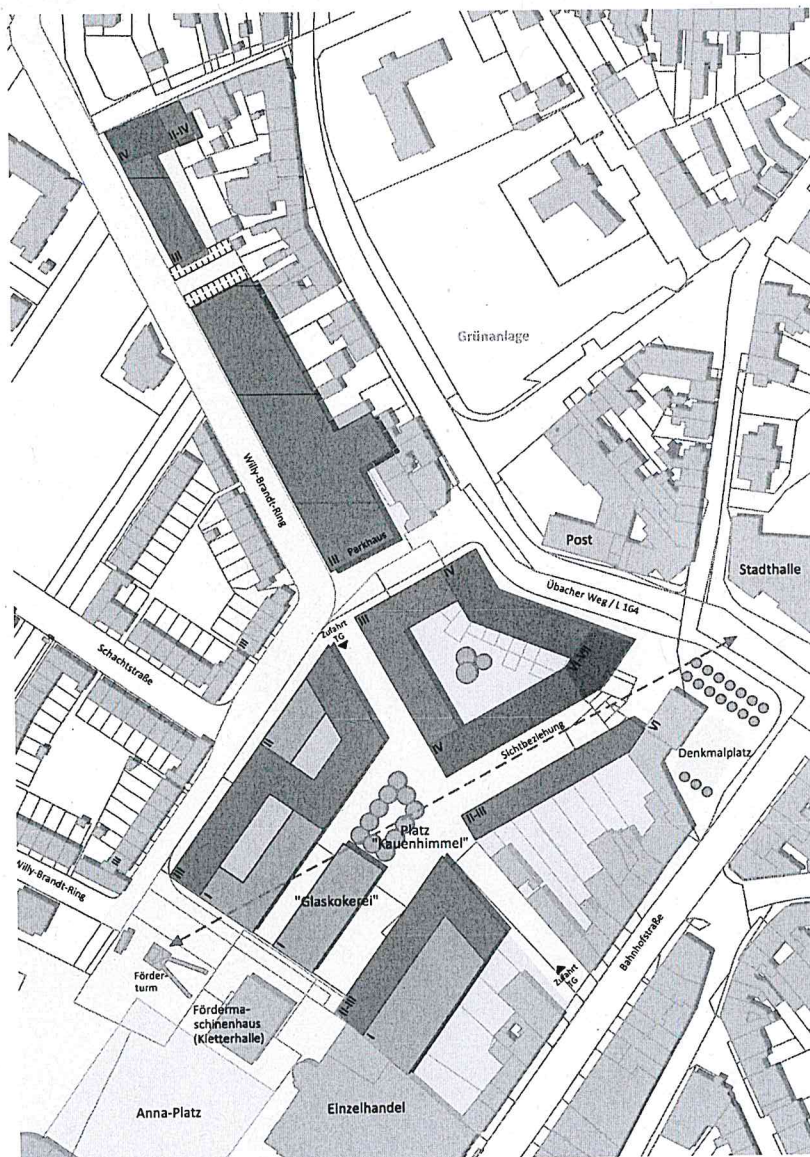 II-IV
IV
III
Grünanlage
Willy-Brandt-Ring
III
Parkhaus
Post
Stadthalle
Übacher Weg / L 164
IV
III
Zufahrt
TG
Schachtstraße
III
II
IV
Sichtbeziehung
VI
Denkmalplatz
II-III
Platz
"Kauenhimmel"
III
III
Willy-Brandt-Ring
I
"Glaskokerei"
I
Bahnhofstraße
Zufahrt
TG
Förder-
turm
II-III
I
Förderma-
schinenhaus
(Kletterhalle)
Anna-Platz
Einzelhandel